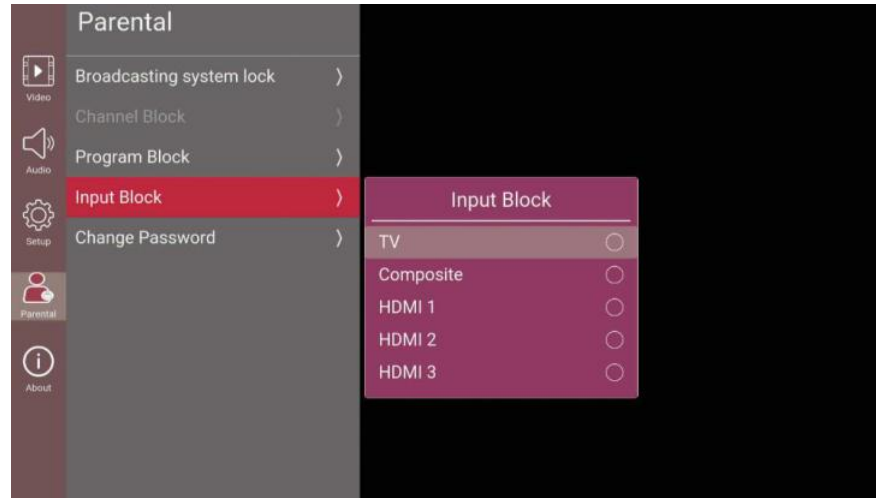 Parental
Video
Audio
Setup
Parental
About
Broadcasting system lock
Channel Block
Program Block
Input Block
Change Password
Input Block
TV
Composite
HDMI 1
HDMI 2
HDMI 3